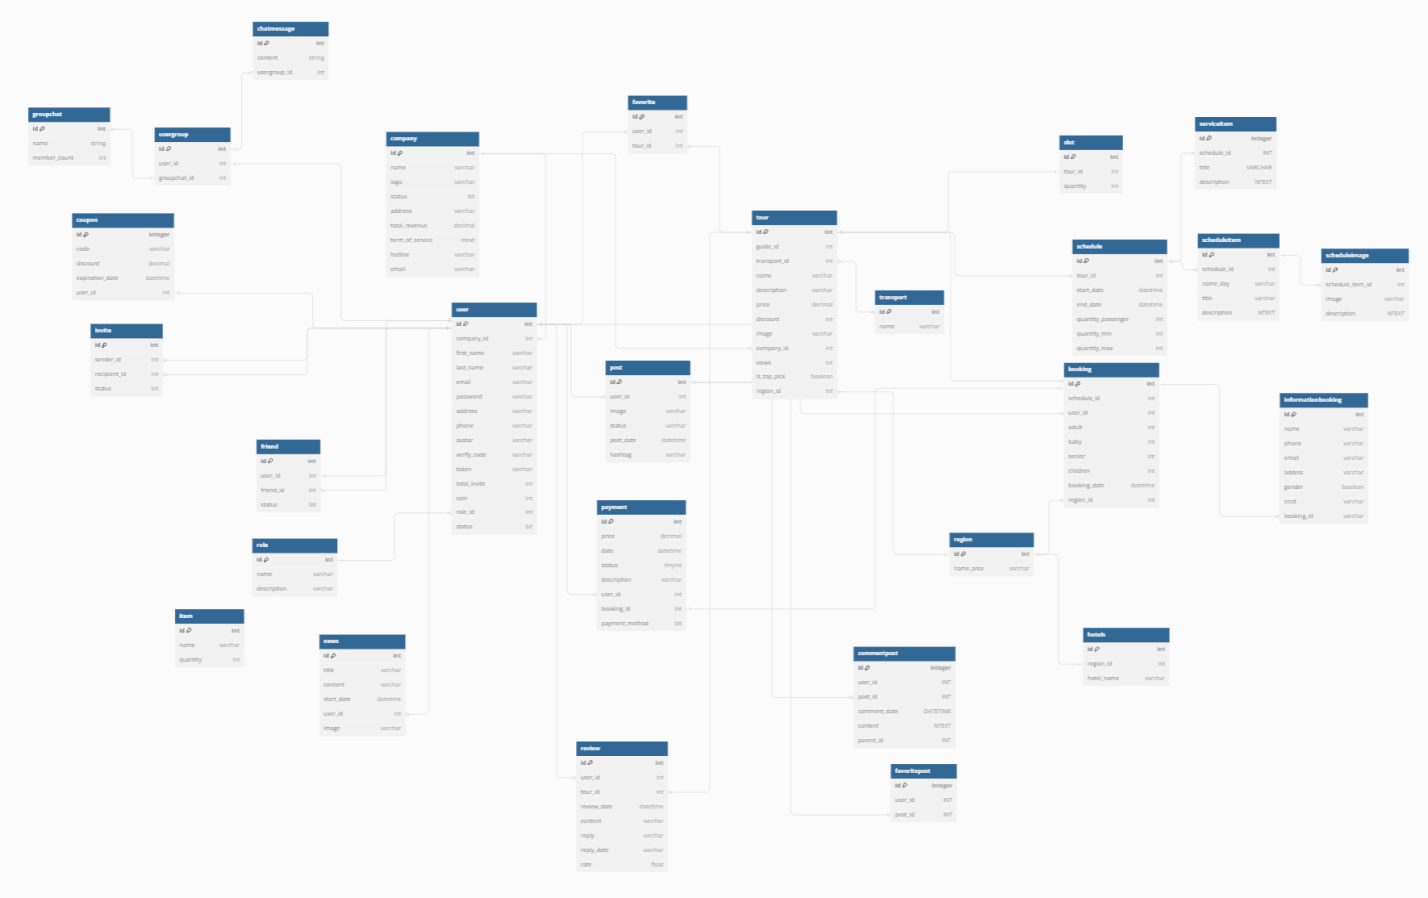 chatmessage
id int
content string
usergroup_id int
groupchat
id int
name string
member_count int
usergroup
id int
user_id int
groupchat_id int
company
id int
name varchar
logo varchar
status bit
address varchar
total_revenue decimal
term_of_service ntext
hotline varchar
email varchar
favorite
id int
user_id int
tour_id int
slot
id int
tour_id int
quantity int
serviceitem
id integer
schedule_id INT
title VARCHAR
description NTEXT
coupon
id integer
code varchar
discount decimal
expiration_date datetime
user_id int
tour
id int
guide_id int
transport_id int
name varchar
description varchar
price decimal
discount int
image varchar
company_id int
views int
is_top_pick boolean
region_id int
schedule
id int
tour_id int
start_date datetime
end_date datetime
quantity_passenger int
quantity_min int
quantity_max int
scheduleitem
id int
schedule_id int
name_day varchar
title varchar
description NTEXT
scheduleimage
id int
schedule_item_id int
image varchar
description NTEXT
transport
id int
name varchar
invite
id int
sender_id int
recipient_id int
status bit
user
id int
company_id int
first_name varchar
last_name varchar
email varchar
password varchar
address varchar
phone varchar
avatar varchar
verify_code varchar
token varchar
total_invite int
coin int
role_id int
status bit
post
id int
user_id int
image varchar
status varchar
post_date datetime
hashtag varchar
booking
id int
schedule_id int
user_id int
adult int
baby int
senior int
children int
booking_date datetime
region_id int
informationbooking
id int
name varchar
phone varchar
email varchar
addess varchar
gender boolean
cccd varchar
booking_id int
friend
id int
user_id int
friend_id int
status bit
payment
id int
price decimal
date datetime
status tinyint
description varchar
user_id int
booking_id int
payment_method bit
role
id int
name varchar
description varchar
region
id int
name_area varchar
item
id int
name varchar
quantity int
news
id int
title varchar
content varchar
start_date datetime
user_id int
image varchar
hotels
id int
region_id int
hotel_name varchar
commentpost
id integer
user_id INT
post_id INT
comment_date DATETIME
content NTEXT
parent_id INT
review
id int
user_id int
tour_id int
review_date datetime
content varchar
reply varchar
reply_date varchar
rate float
favoritepost
id integer
user_id INT
post_id INT